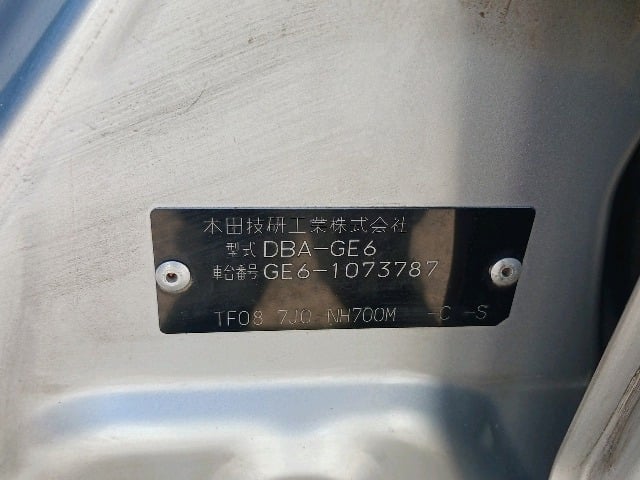 本田技研工業株式会社
型式 DBA-GE6
車台番号 GE6-1073787
TF08 7J0 NH700M -C -S